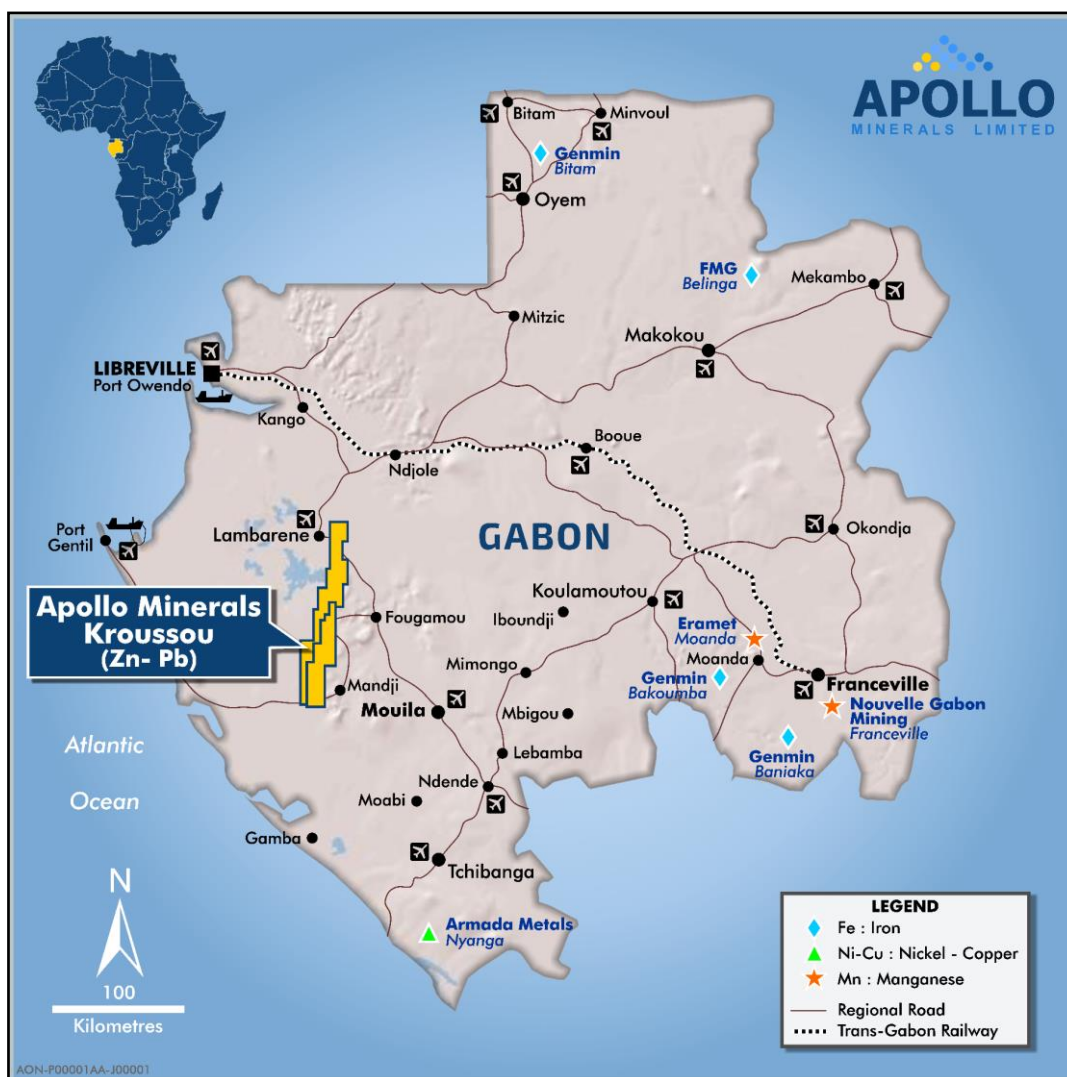 APOLLO
MINERALS LIMITED
Bitam
Minvoul
Genmin
Bitam
Oyem
FMG
Belinga
Mekambo
Mitzic
Makokou
LIBREVILLE
Port Owendo
Kango
Booue
Ndjole
Port
Gentil
Lambarene
GABON
Okondja
Koulamoutou
Iboundji
Apollo Minerals
Kroussou
(Zn- Pb)
Fougamou
Eramet
Moanda
Moanda
Mimongo
Genmin
Bakoumba
Franceville
Mandji
Mouila
Mbigou
Nouvelle Gabon
Mining
Franceville
Genmin
Baniaka
Atlantic
Ocean
Lebamba
Ndende
Moabi
Gamba
Tchibanga
N
100
Kilometres
Armada Metals
Nyanga
LEGEND
Fe : Iron
Ni-Cu : Nickel - Copper
Mn : Manganese
Regional Road
Trans-Gabon Railway
AON-P00001AA-J00001